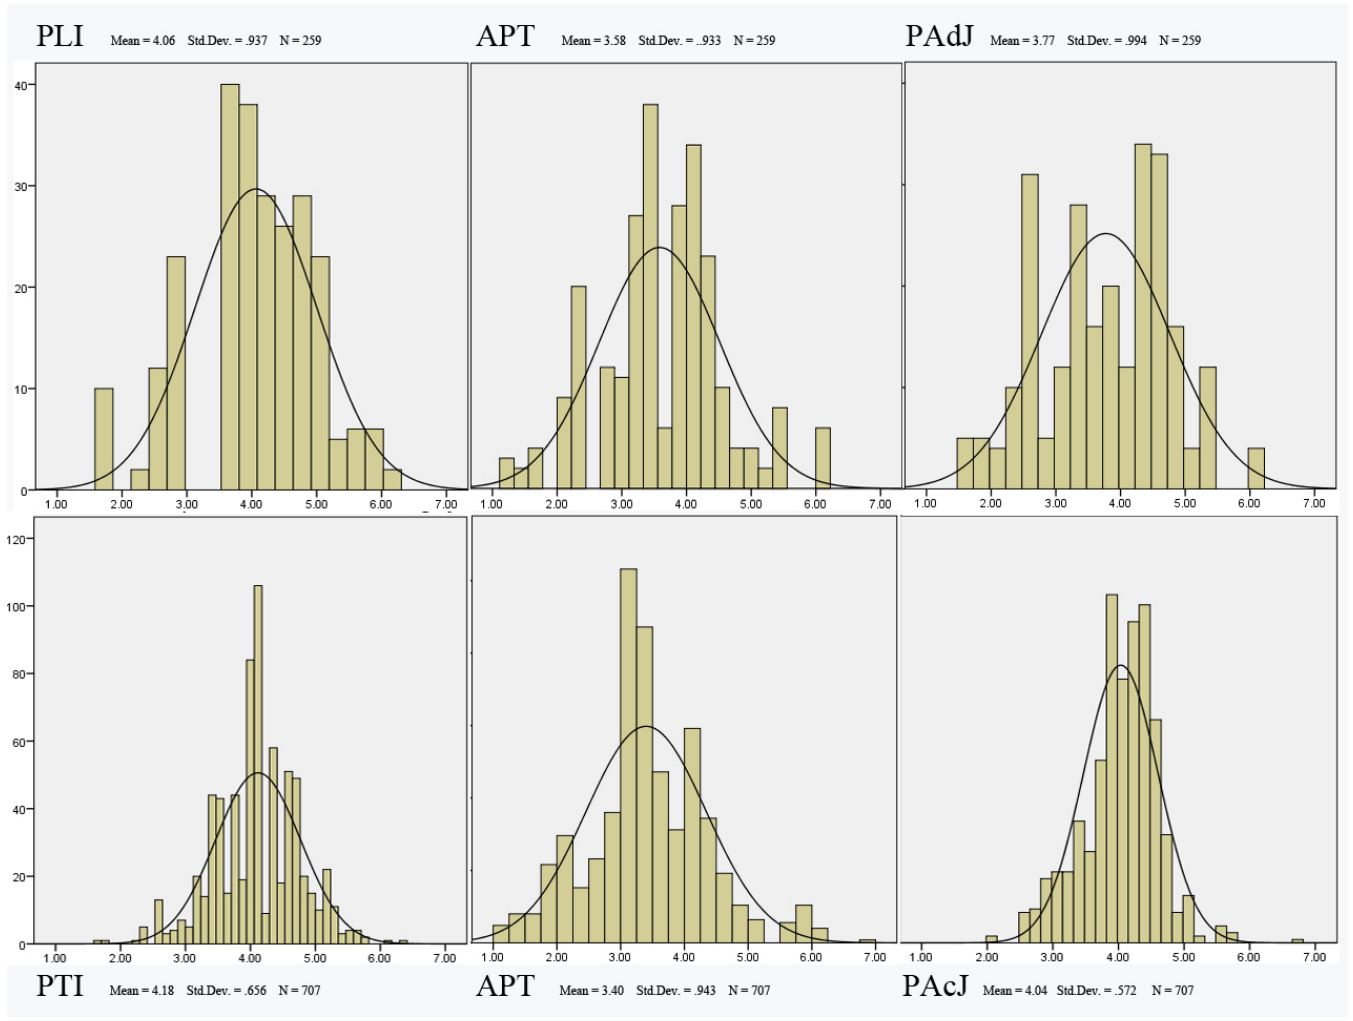 PLI Mean = 4.06 Std.Dev. = .937 N = 259
APT Mean = 3.58 Std.Dev. = ..933 N = 259
PAdJ Mean = 3.77 Std.Dev. = .994 N = 259
40
30
20
10
0
1.00 2.00 3.00 4.00 5.00 6.00 7.00
1.00 2.00 3.00 4.00 5.00 6.00 7.00
1.00 2.00 3.00 4.00 5.00 6.00 7.00
120
100
80
60
40
20
0
1.00 2.00 3.00 4.00 5.00 6.00 7.00
1.00 2.00 3.00 4.00 5.00 6.00 7.00
1.00 2.00 3.00 4.00 5.00 6.00 7.00
PTI Mean = 4.18 Std.Dev. = .656 N = 707
APT Mean = 3.40 Std.Dev. = .943 N = 707
PAcJ Mean = 4.04 Std.Dev. = .572 N = 707